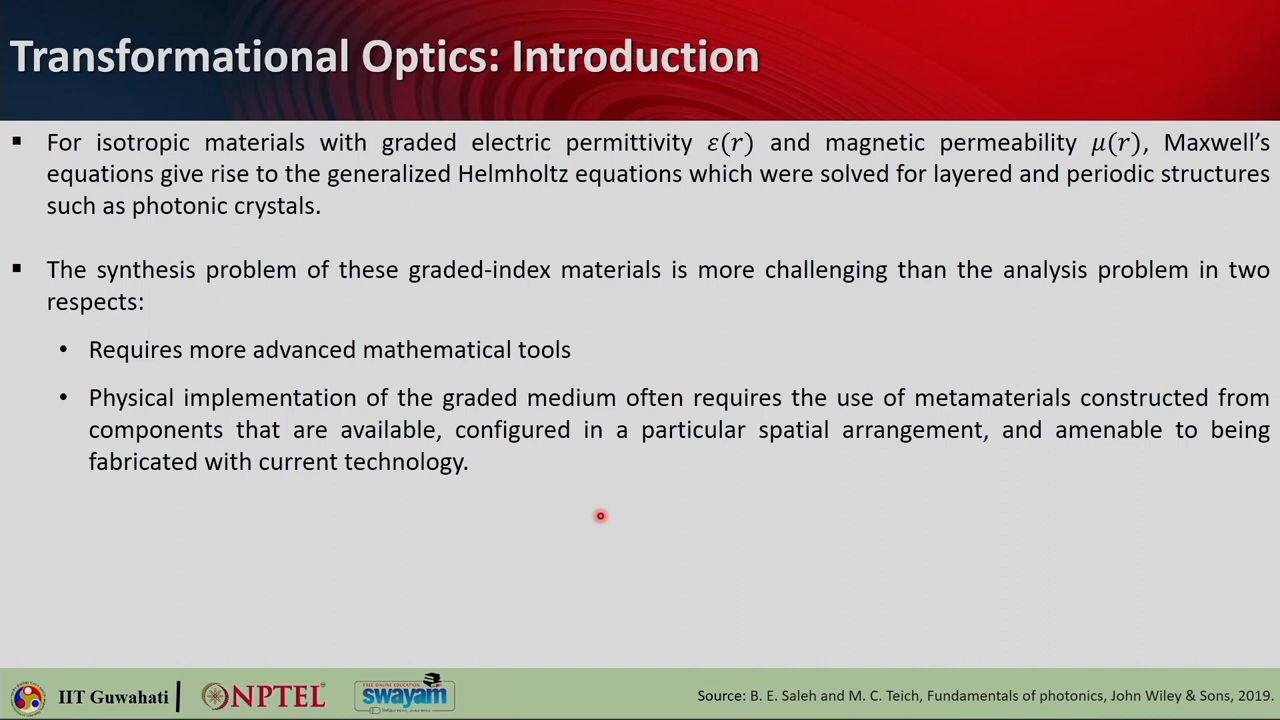 Transformational Optics: Introduction
▪ For isotropic materials with graded electric permittivity ε(r) and magnetic permeability μ(r), Maxwell’s
equations give rise to the generalized Helmholtz equations which were solved for layered and periodic structures
such as photonic crystals.
▪ The synthesis problem of these graded-index materials is more challenging than the analysis problem in two
respects:
• Requires more advanced mathematical tools
• Physical implementation of the graded medium often requires the use of metamaterials constructed from
components that are available, configured in a particular spatial arrangement, and amenable to being
fabricated with current technology.
IIT Guwahati
NPTEL
FREE ONLINE EDUCATION
swayam
Source: B. E. Saleh and M. C. Teich, Fundamentals of photonics, John Wiley & Sons, 2019.